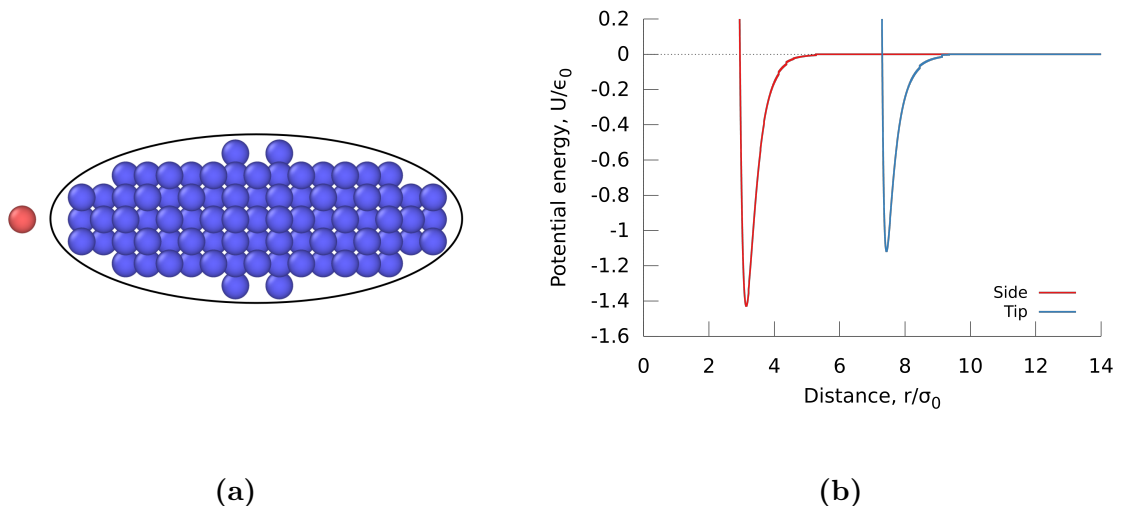 0.2
0
-0.2
-0.4
-0.6
-0.8
-1
-1.2
-1.4
-1.6
Potential energy, U/ϵ₀
Side
Tip
0 2 4 6 8 10 12 14
Distance, r/σ₀
(a) (b)